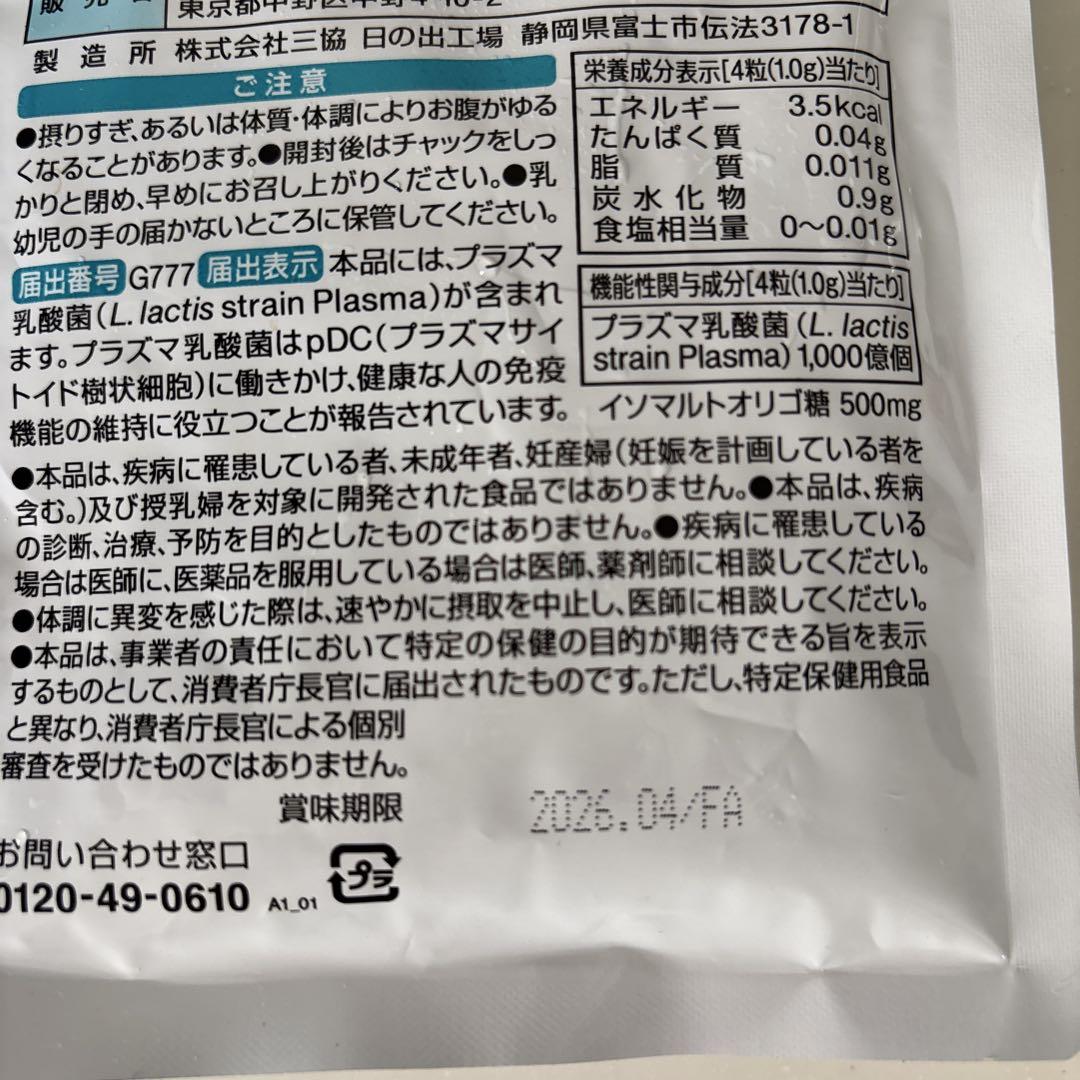 東京都中野区中野4-10-2
製造所 株式会社三協 日の出工場 静岡県富士市伝法3178-1
ご注意
●摂りすぎ、あるいは体質・体調によりお腹がゆる
くなることがあります。●開封後はチャックをしっ
かりと閉め、早めにお召し上がりください。●乳
幼児の手の届かないところに保管してください。
届出番号 G777 届出表示 本品には、プラズマ
乳酸菌(L. lactis strain Plasma)が含まれ
ます。プラズマ乳酸菌はpDC(プラズマサイ
トイド樹状細胞)に働きかけ、健康な人の免疫
機能の維持に役立つことが報告されています。
栄養成分表示[4粒(1.0g)当たり]
エネルギー 3.5kcal
たんぱく質 0.04g
脂質 0.011g
炭水化物 0.9g
食塩相当量 0〜0.01g
機能性関与成分[4粒(1.0g)当たり]
プラズマ乳酸菌(L. lactis
strain Plasma) 1,000億個
イソマルトオリゴ糖 500mg
●本品は、疾病に罹患している者、未成年者、妊産婦(妊娠を計画している者を
含む。)及び授乳婦を対象に開発された食品ではありません。●本品は、疾病
の診断、治療、予防を目的としたものではありません。●疾病に罹患している
場合は医師に、医薬品を服用している場合は医師、薬剤師に相談してください。
●体調に異変を感じた際は、速やかに摂取を中止し、医師に相談してください。
●本品は、事業者の責任において特定の保健の目的が期待できる旨を表示
するものとして、消費者庁長官に届出されたものです。ただし、特定保健用食品
と異なり、消費者庁長官による個別
審査を受けたものではありません。
賞味期限 2026.04/FA
お問い合わせ窓口
0120-49-0610 A1_01
プラ